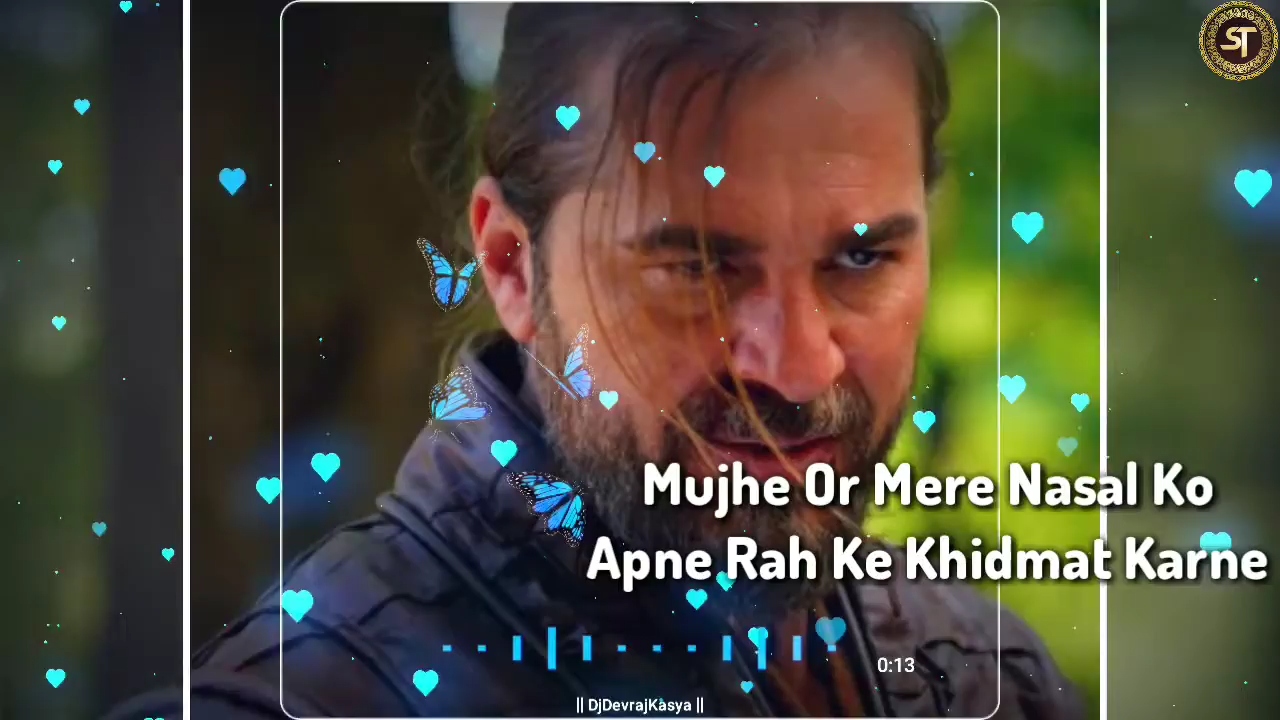 ST
Mujhe Or Mere Nasal Ko
Apne Rah Ke Khidmat Karne
0:13
|| DjDevrajKasya ||